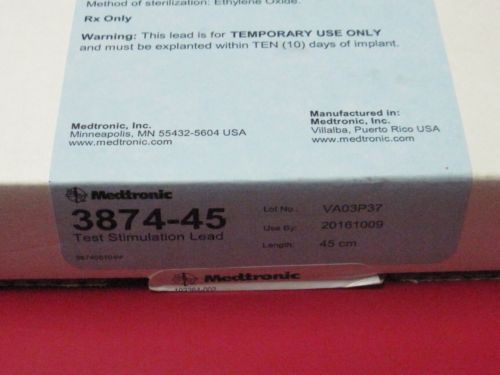 Method of sterilization: Ethylene Oxide.
Rx Only
Warning: This lead is for TEMPORARY USE ONLY
and must be explanted within TEN (10) days of implant.
Medtronic, Inc.
Minneapolis, MN 55432-5604 USA
www.medtronic.com
Manufactured in:
Medtronic, Inc.
Villalba, Puerto Rico USA
www.medtronic.com
Medtronic
3874-45
Test Stimulation Lead
Lot No.: VA03P37
Use By: 20161009
Length: 45 cm
Medtronic